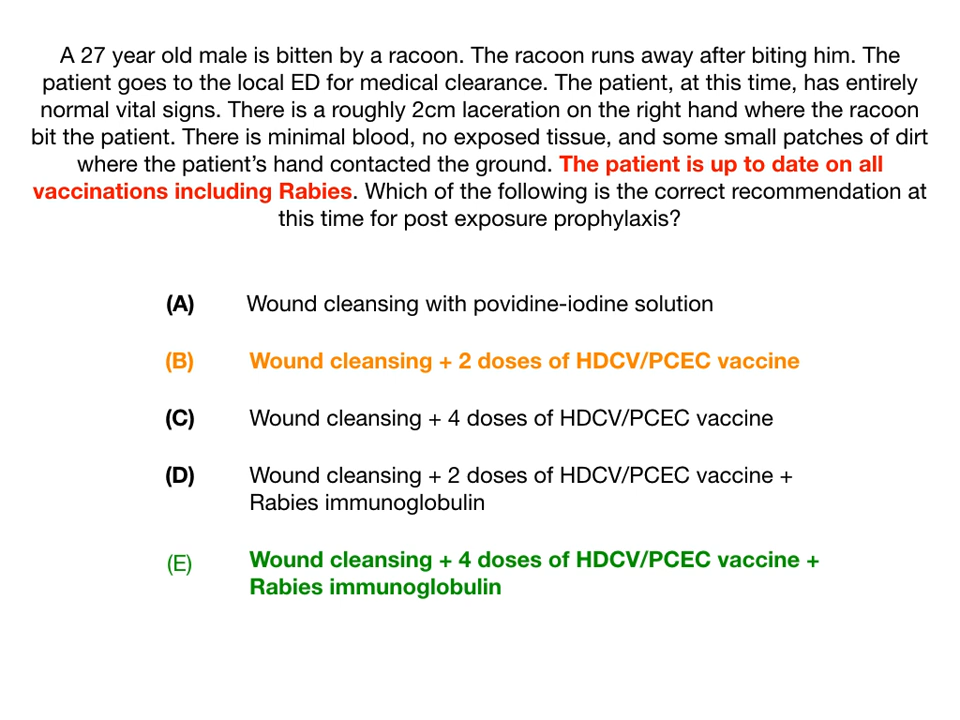 A 27 year old male is bitten by a racoon. The racoon runs away after biting him. The
patient goes to the local ED for medical clearance. The patient, at this time, has entirely
normal vital signs. There is a roughly 2cm laceration on the right hand where the racoon
bit the patient. There is minimal blood, no exposed tissue, and some small patches of dirt
where the patient’s hand contacted the ground. The patient is up to date on all
vaccinations including Rabies. Which of the following is the correct recommendation at
this time for post exposure prophylaxis?
(A) Wound cleansing with povidine-iodine solution
(B) Wound cleansing + 2 doses of HDCV/PCEC vaccine
(C) Wound cleansing + 4 doses of HDCV/PCEC vaccine
(D) Wound cleansing + 2 doses of HDCV/PCEC vaccine +
Rabies immunoglobulin
(E) Wound cleansing + 4 doses of HDCV/PCEC vaccine +
Rabies immunoglobulin